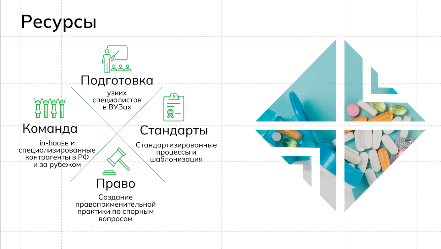 Ресурсы
Подготовка
узких
специалистов
в ВУЗах
Команда
in-house и
специализированные
контрагенты в РФ
и за рубежом
Стандарты
Стандартизированные
процессы и
шаблонизация
Право
Создание
правоприменительной
практики по спорным
вопросам